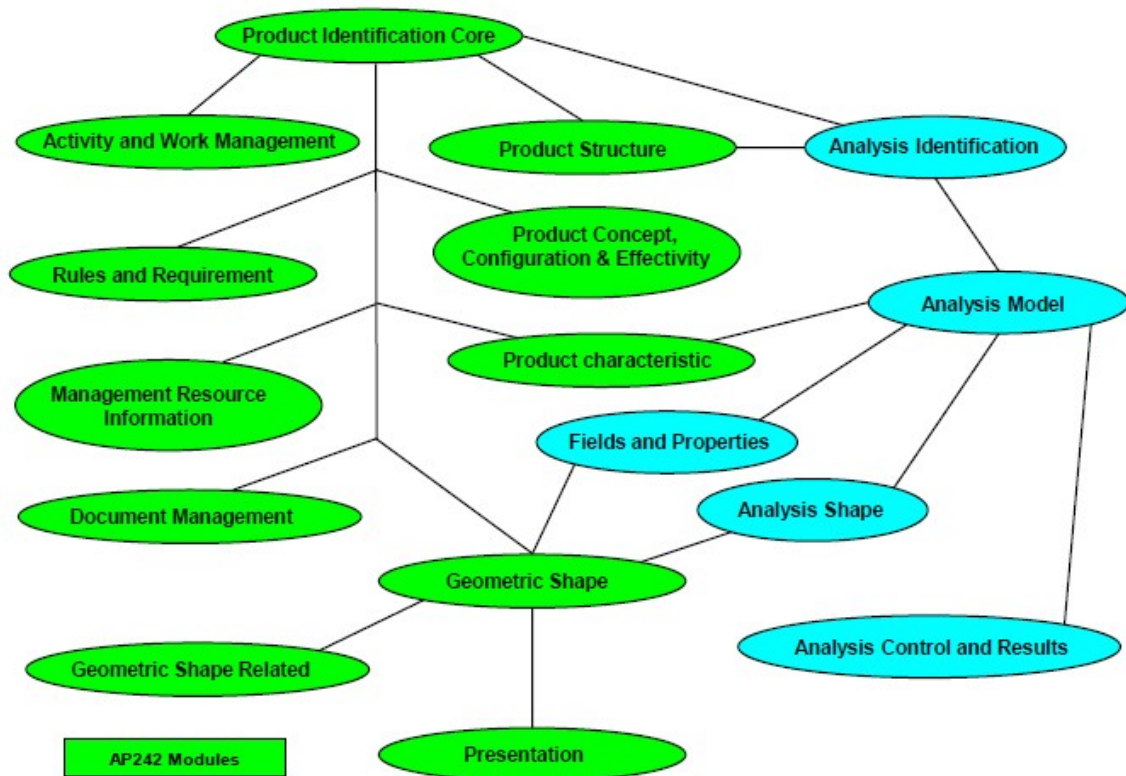 Product Identification Core
Activity and Work Management
Product Structure
Analysis Identification
Product Concept,
Configuration & Effectivity
Rules and Requirement
Analysis Model
Product characteristic
Management Resource
Information
Fields and Properties
Document Management
Analysis Shape
Geometric Shape
Geometric Shape Related
Analysis Control and Results
AP242 Modules
Presentation